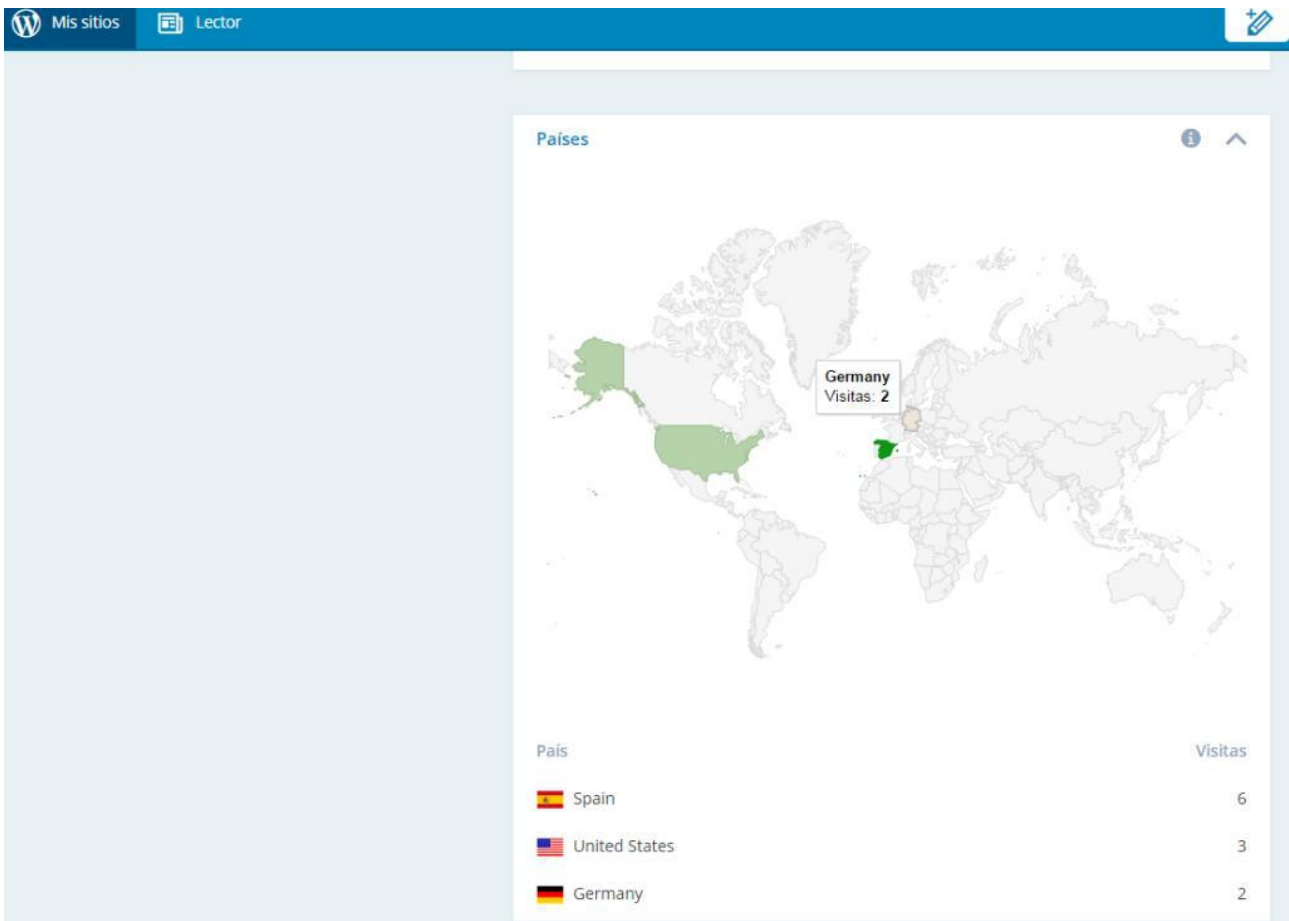 Mis sitios Lector
Países
Germany
Visitas: 2
País Visitas
Spain 6
United States 3
Germany 2